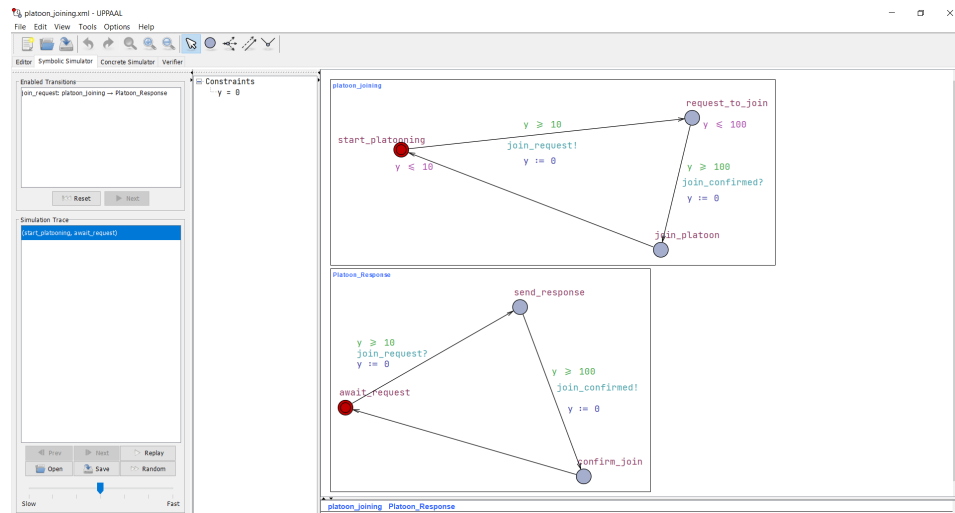 platoon_joining.xml - UPPAAL
File Edit View Tools Options Help
Editor Symbolic Simulator Concrete Simulator Verifier
Enabled Transitions
join_request: platoon_joining → Platoon_Response
Reset Next
Simulation Trace
(start_platooning, await_request)
Prev Next Replay
Open Save Random
Slow Fast
Constraints
y = 0
platoon_joining
request_to_join
y ≥ 10
y ≤ 100
start_platooning
join_request!
y := 0
y ≤ 10
y ≥ 100
join_confirmed?
y := 0
join_platoon
Platoon_Response
send_response
y ≥ 10
join_request?
y := 0
y ≥ 100
join_confirmed!
await_request
y := 0
confirm_join
platoon_joining Platoon_Response